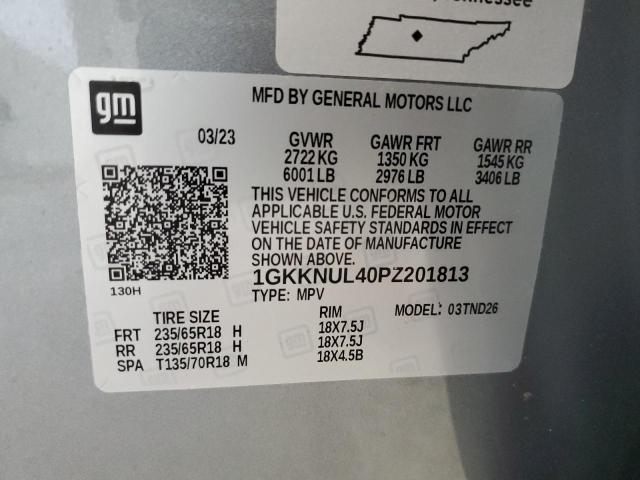 Tennessee
gm
MFD BY GENERAL MOTORS LLC
03/23
GVWR GAWR FRT GAWR RR
2722 KG 1350 KG 1545 KG
6001 LB 2976 LB 3406 LB
THIS VEHICLE CONFORMS TO ALL
APPLICABLE U.S. FEDERAL MOTOR
VEHICLE SAFETY STANDARDS IN EFFECT
ON THE DATE OF MANUFACTURE
SHOWN ABOVE.
1GKKNUL40PZ201813
130H
TYPE: MPV MODEL: 03TND26
TIRE SIZE RIM
FRT 235/65R18 H 18X7.5J
RR 235/65R18 H 18X7.5J
SPA T135/70R18 M 18X4.5B